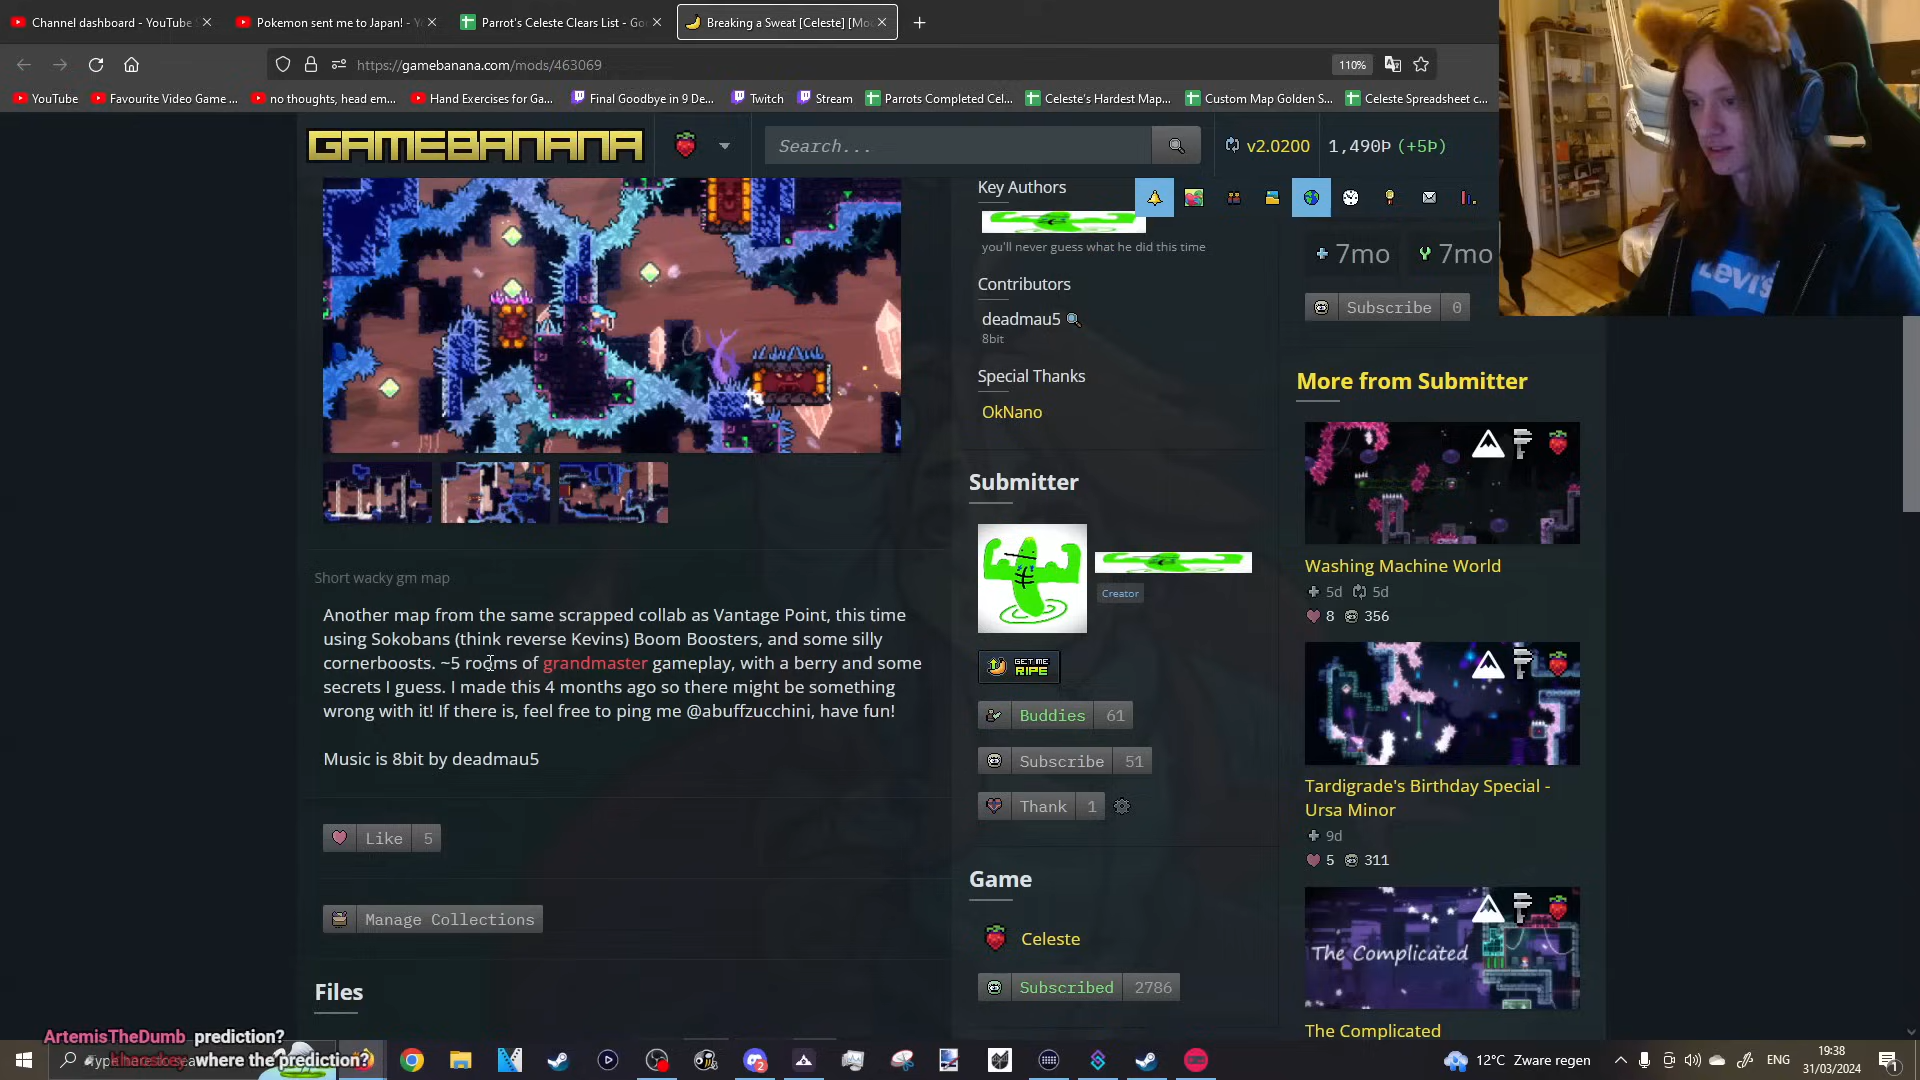 Channel dashboard - YouTube
Pokemon sent me to Japan! - Y
Parrot's Celeste Clears List - Go
Breaking a Sweat [Celeste] [Mo
https://gamebanana.com/mods/463069
110%
YouTube
Favourite Video Game ...
no thoughts, head em...
Hand Exercises for Ga...
Final Goodbye in 9 De...
Twitch
Stream
Parrots Completed Cel...
Celeste's Hardest Map...
Custom Map Golden S...
Celeste Spreadsheet c...
GAMEBANANA
Search...
v2.0200
1,490Þ (+5Þ)
Key Authors
you'll never guess what he did this time
Contributors
deadmau5
8bit
Special Thanks
OkNano
7mo
7mo
Subscribe 0
LEVI'S
More from Submitter
Submitter
Creator
GET ME RIPE
Buddies 61
Subscribe 51
Thank 1
Washing Machine World
5d 5d
8 356
Tardigrade's Birthday Special -
Ursa Minor
9d
5 311
The Complicated
The Complicated
Short wacky gm map
Another map from the same scrapped collab as Vantage Point, this time
using Sokobans (think reverse Kevins) Boom Boosters, and some silly
cornerboosts. ~5 rooms of grandmaster gameplay, with a berry and some
secrets I guess. I made this 4 months ago so there might be something
wrong with it! If there is, feel free to ping me @abuffzucchini, have fun!
Music is 8bit by deadmau5
Like 5
Manage Collections
Files
Game
Celeste
Subscribed 2786
ArtemisTheDumb prediction?
where the prediction?
12°C Zware regen
ENG
19:38
31/03/2024